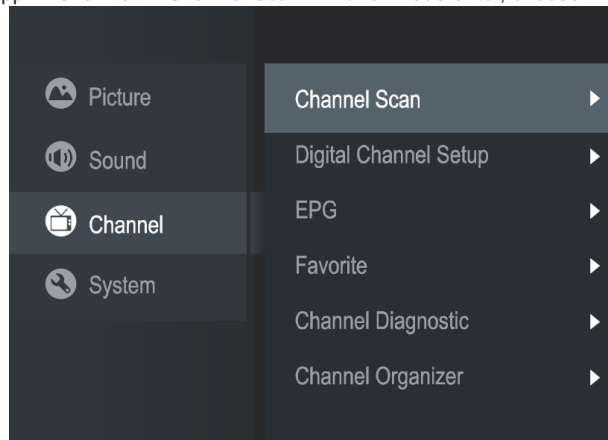 Picture
Sound
Channel
System
Channel Scan
Digital Channel Setup
EPG
Favorite
Channel Diagnostic
Channel Organizer